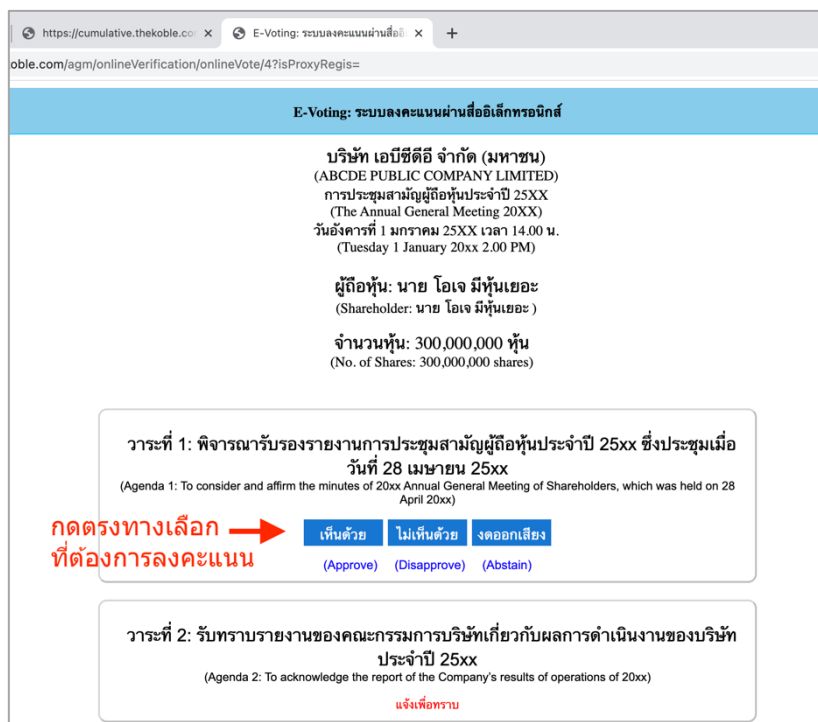 https://cumulative.thekoble.co
E-Voting: ระบบลงคะแนนผ่านสื่ออิ
oble.com/agm/onlineVerification/onlineVote/4?isProxyRegis=
E-Voting: ระบบลงคะแนนผ่านสื่ออิเล็กทรอนิกส์
บริษัท เอบีซีดีอี จำกัด (มหาชน)
(ABCDE PUBLIC COMPANY LIMITED)
การประชุมสามัญผู้ถือหุ้นประจำปี 25XX
(The Annual General Meeting 20XX)
วันอังคารที่ 1 มกราคม 25XX เวลา 14.00 น.
(Tuesday 1 January 20xx 2.00 PM)
ผู้ถือหุ้น: นาย โอเจ มีหุ้นเยอะ
(Shareholder: นาย โอเจ มีหุ้นเยอะ )
จำนวนหุ้น: 300,000,000 หุ้น
(No. of Shares: 300,000,000 shares)
วาระที่ 1: พิจารณารับรองรายงานการประชุมสามัญผู้ถือหุ้นประจำปี 25xx ซึ่งประชุมเมื่อ
วันที่ 28 เมษายน 25xx
(Agenda 1: To consider and affirm the minutes of 20xx Annual General Meeting of Shareholders, which was held on 28
April 20xx)
กดตรงทางเลือก
ที่ต้องการลงคะแนน
เห็นด้วย ไม่เห็นด้วย งดออกเสียง
(Approve) (Disapprove) (Abstain)
วาระที่ 2: รับทราบรายงานของคณะกรรมการบริษัทเกี่ยวกับผลการดำเนินงานของบริษัท
ประจำปี 25xx
(Agenda 2: To acknowledge the report of the Company's results of operations of 20xx)
แจ้งเพื่อทราบ